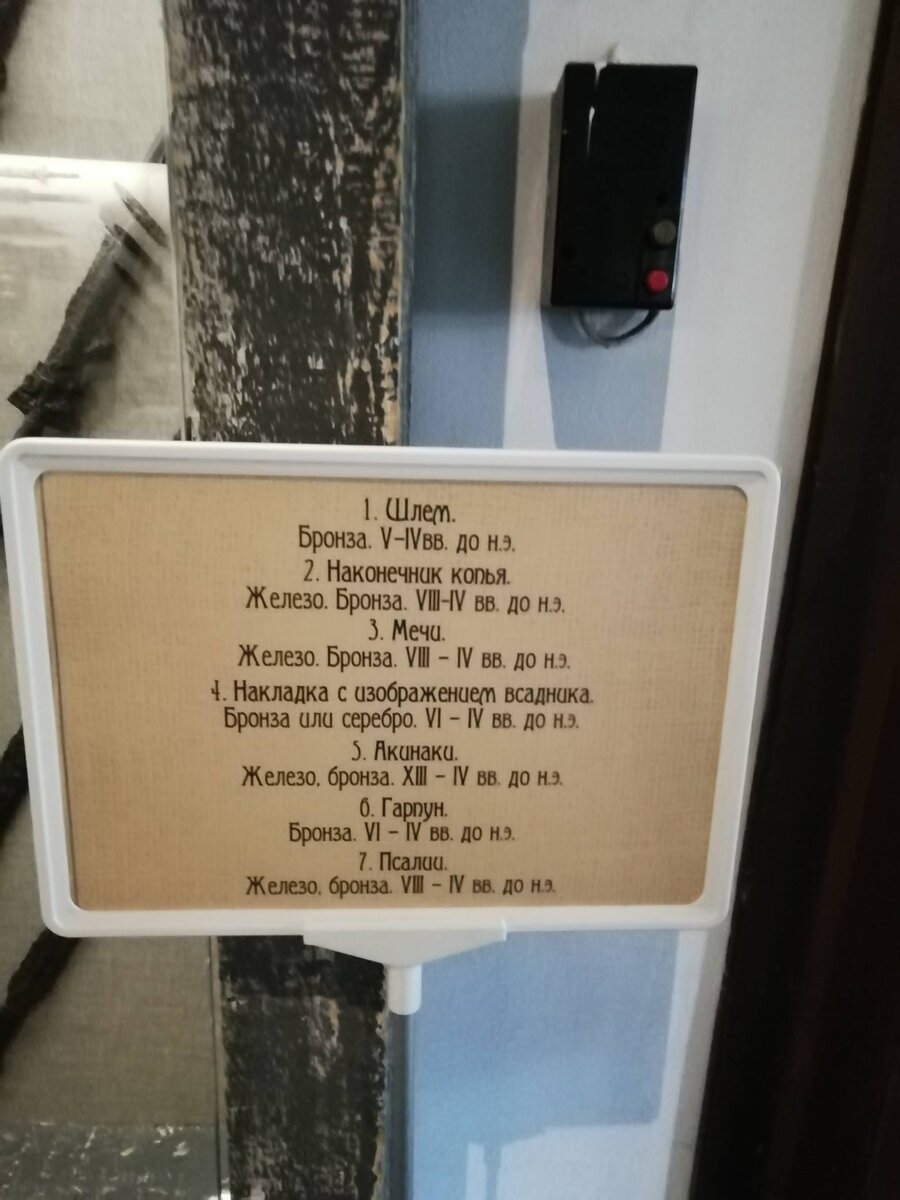 1. Шлем.
Бронза. V-IVвв. до н.э.
2. Наконечник копья.
Железо. Бронза. VIII-IV вв. до н.э.
3. Мечи.
Железо. Бронза. VIII - IV вв. до н.э.
4. Накладка с изображением всадника.
Бронза или серебро. VI - IV вв. до н.э.
5. Акинаки.
Железо, бронза. XIII - IV вв. до н.э.
6. Гарпун.
Бронза. VI - IV вв. до н.э.
7. Псалии.
Железо, бронза. VIII - IV вв. до н.э.